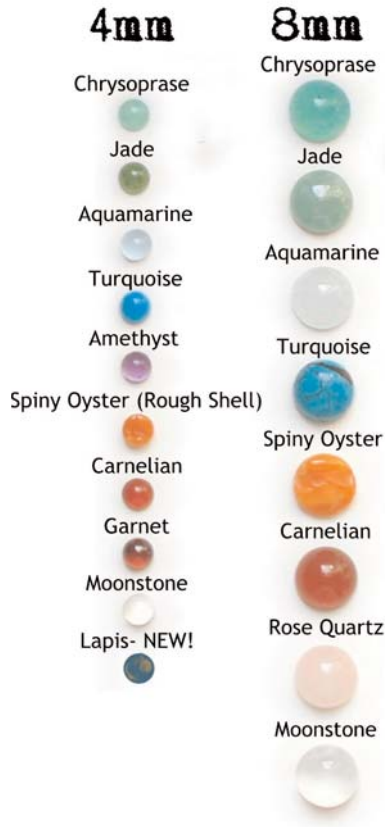 4mm
Chrysoprase
Jade
Aquamarine
Turquoise
Amethyst
Spiny Oyster (Rough Shell)
Carnelian
Garnet
Moonstone
Lapis- NEW!
8mm
Chrysoprase
Jade
Aquamarine
Turquoise
Spiny Oyster
Carnelian
Rose Quartz
Moonstone